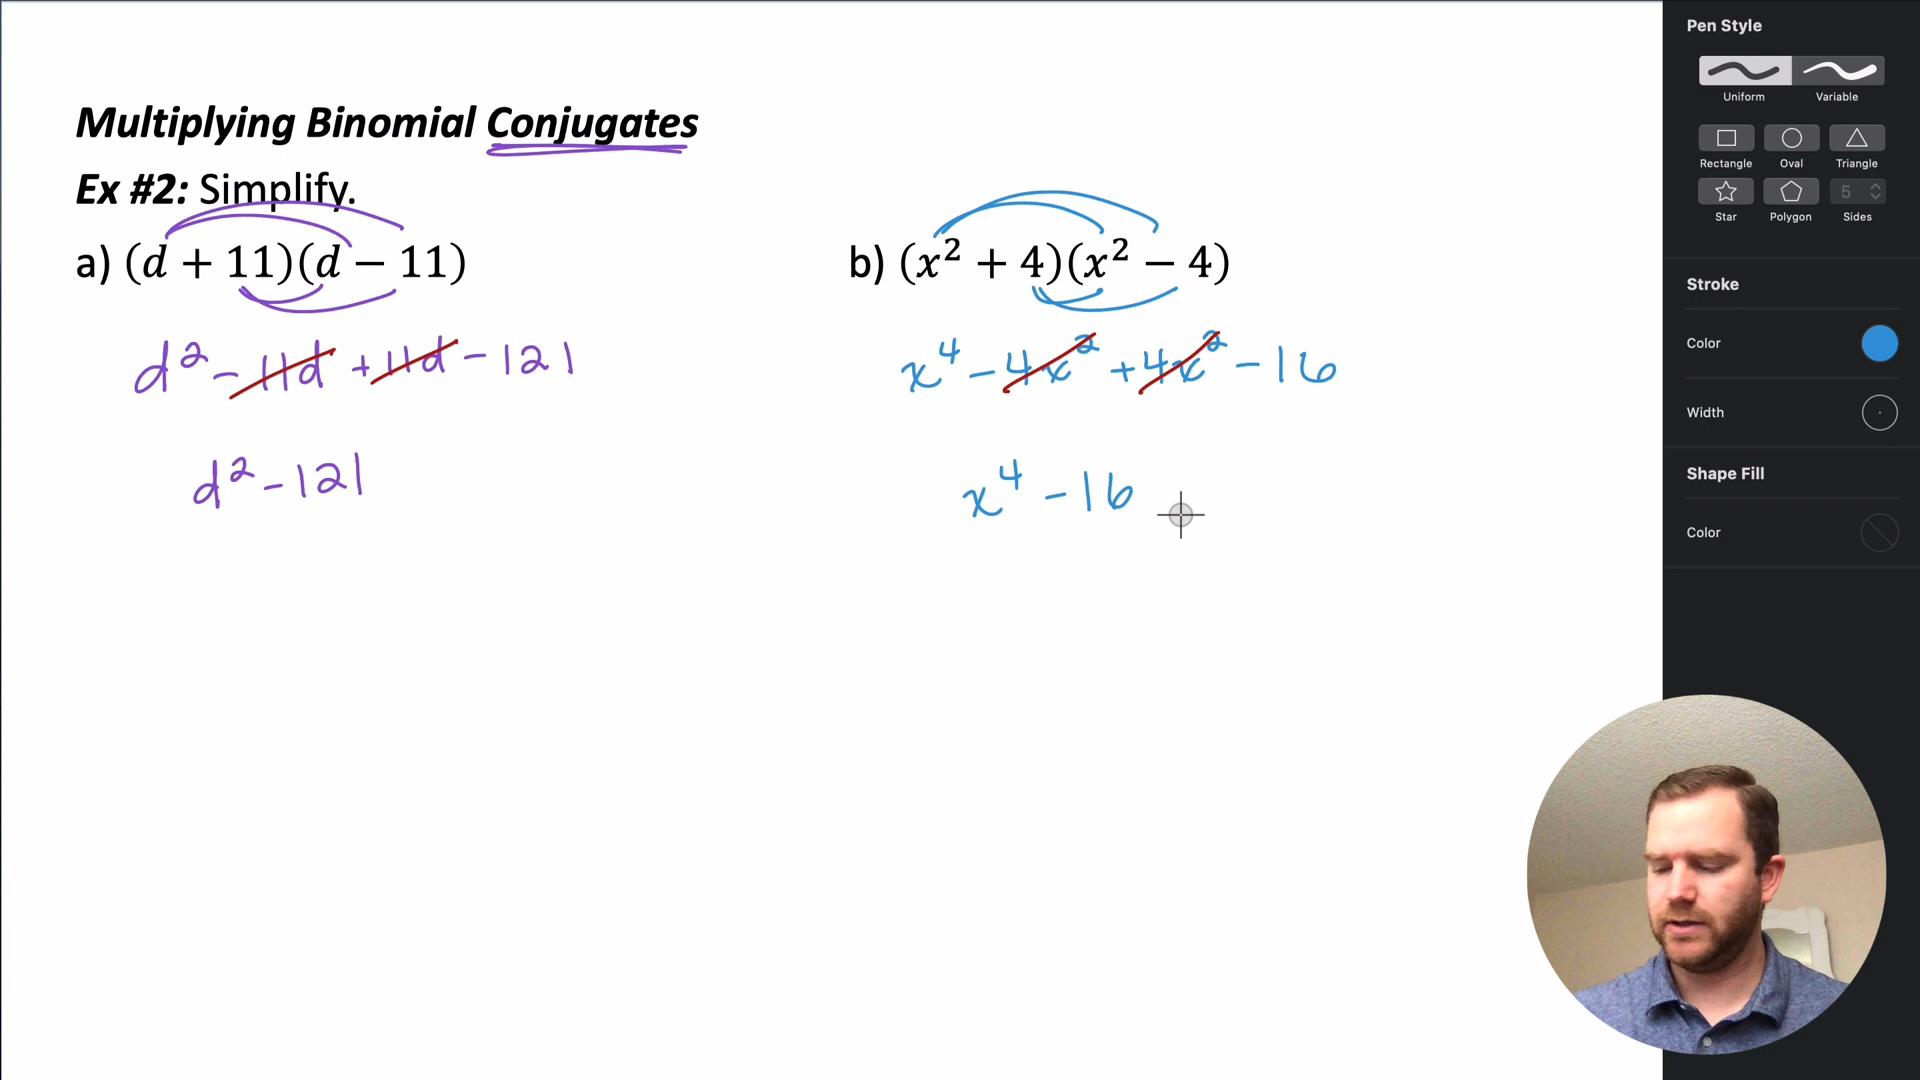 Multiplying Binomial Conjugates
Ex #2: Simplify.
a) (d + 11)(d − 11)
d² − 11d + 11d − 121
d² − 121
b) (x² + 4)(x² − 4)
x⁴ − 4x² + 4x² − 16
x⁴ − 16
Pen Style
Uniform Variable
Rectangle Oval Triangle
5
Star Polygon Sides
Stroke
Color
Width
Shape Fill
Color